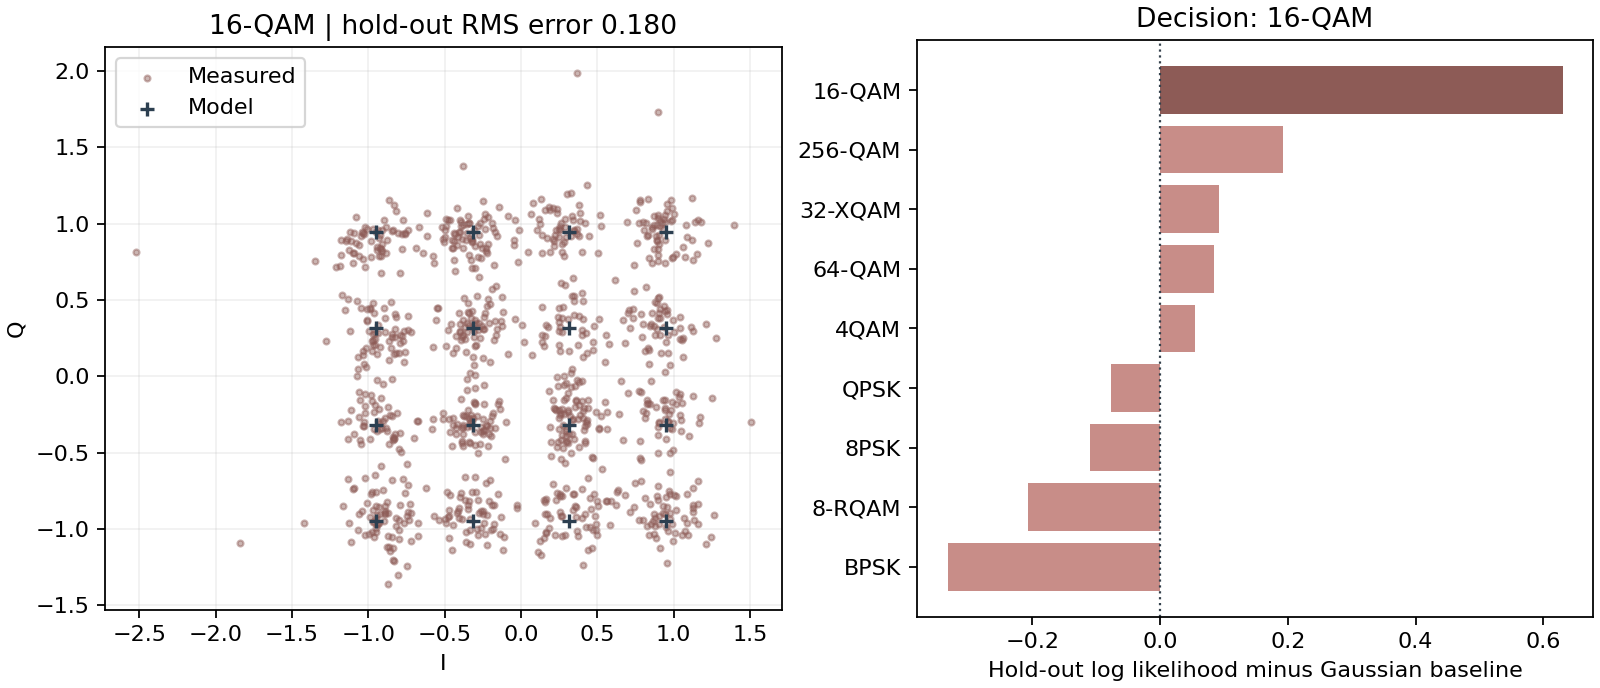 16-QAM | hold-out RMS error 0.180
Measured
Model
2.0
1.5
1.0
0.5
0.0
−0.5
−1.0
−1.5
Q
−2.5
−2.0
−1.5
−1.0
−0.5
0.0
0.5
1.0
1.5
I
Decision: 16-QAM
16-QAM
256-QAM
32-XQAM
64-QAM
4QAM
QPSK
8PSK
8-RQAM
BPSK
−0.2
0.0
0.2
0.4
0.6
Hold-out log likelihood minus Gaussian baseline